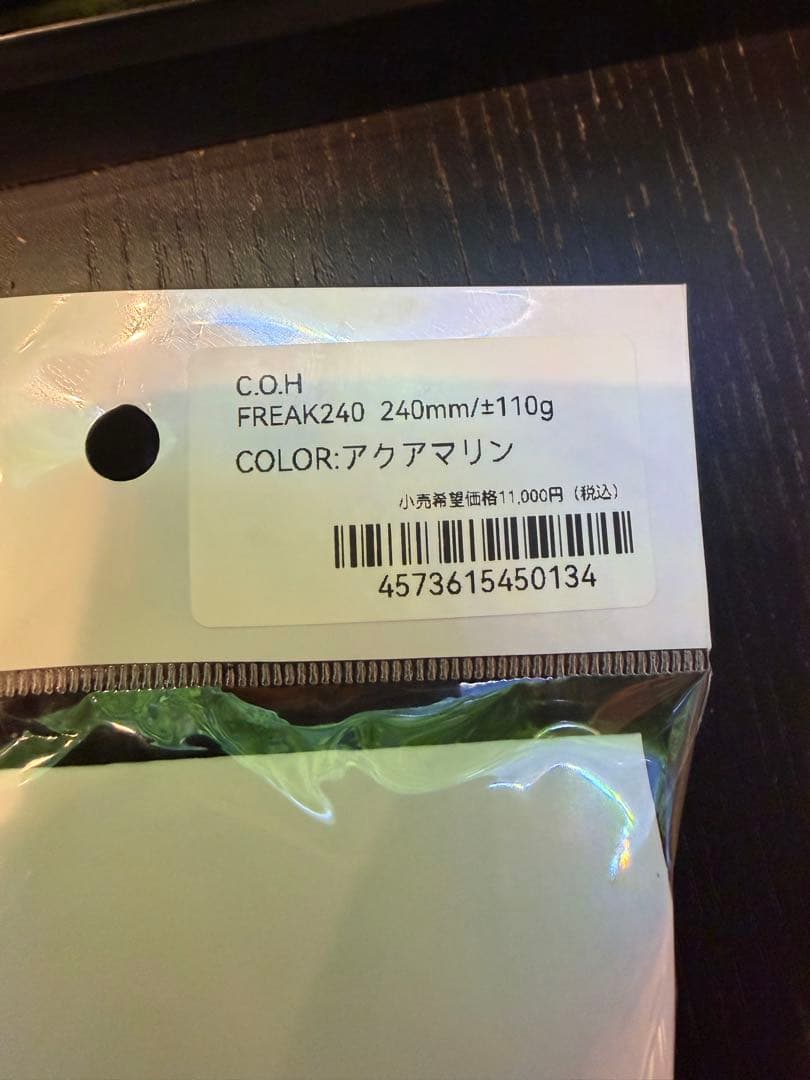 C.O.H
FREAK240 240mm/±110g
COLOR:アクアマリン
小売希望価格11,000円（税込）
4573615450134